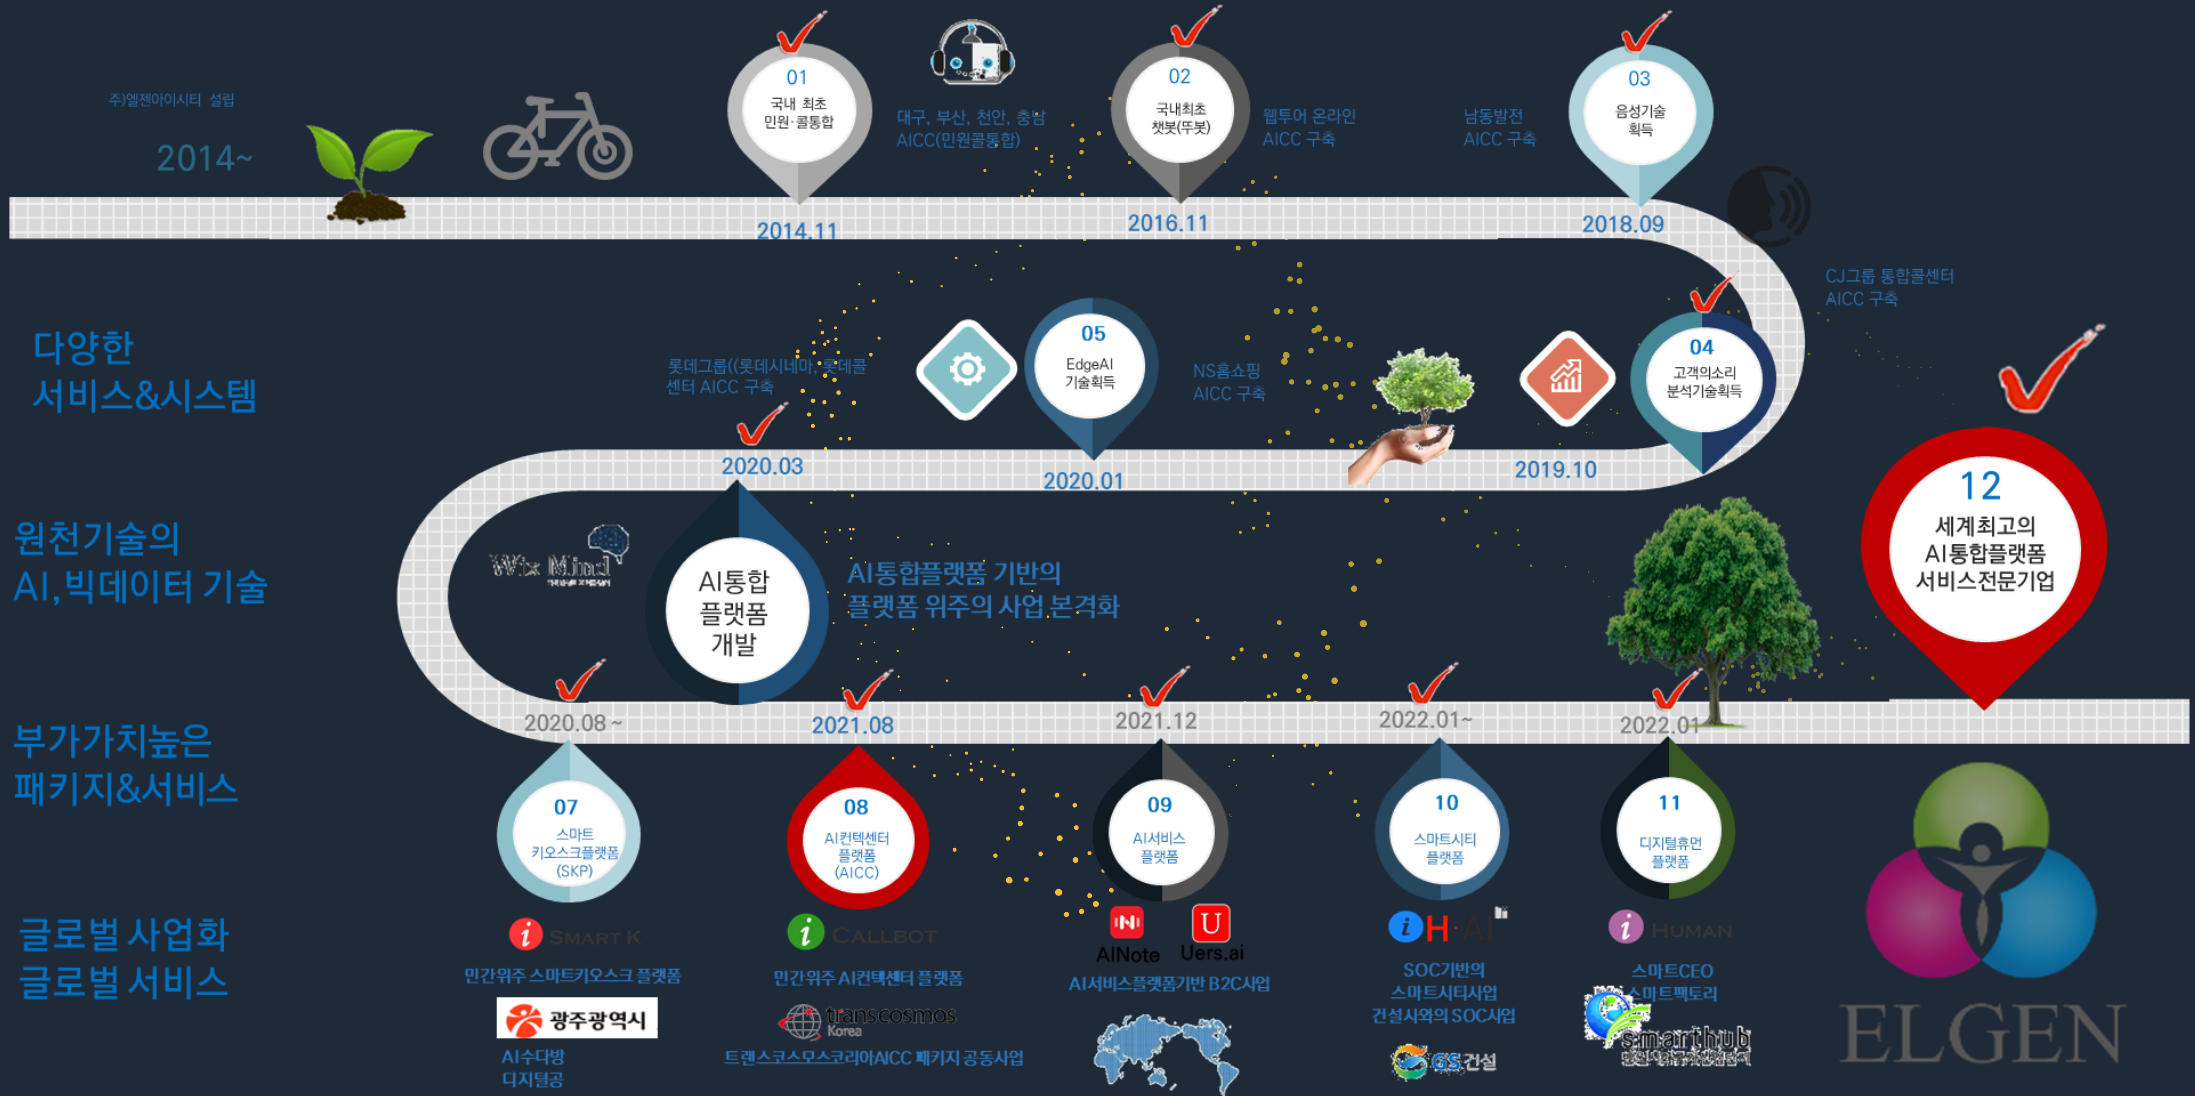 주)엘젠아이시티 설립
2014~
01
국내 최초
민원·콜통합
2014.11
대구, 부산, 천안, 충남
AICC(민원콜통합)
02
국내최초
챗봇(뚜봇)
2016.11
웹투어 온라인
AICC 구축
남동발전
AICC 구축
03
음성기술
획득
2018.09
CJ그룹 통합콜센터
AICC 구축
04
고객의소리
분석기술획득
2019.10
NS홈쇼핑
AICC 구축
05
EdgeAI
기술획득
2020.01
롯데그룹((롯데시네마, 롯데콜
센터 AICC 구축
2020.03
다양한
서비스&시스템
원천기술의
AI,빅데이터 기술
부가가치높은
패키지&서비스
글로벌 사업화
글로벌 서비스
Wix Mind
AI통합
플랫폼
개발
AI통합플랫폼 기반의
플랫폼 위주의 사업 본격화
12
세계최고의
AI통합플랫폼
서비스전문기업
2020.08 ~
2021.08
2021.12
2022.01~
2022.01
07
스마트
키오스크플랫폼
(SKP)
08
AI컨텍센터
플랫폼
(AICC)
09
AI서비스
플랫폼
10
스마트시티
플랫폼
11
디지털휴먼
플랫폼
i SMART K
민간위주 스마트키오스크 플랫폼
광주광역시
AI수다방
디지털공
i CALLBOT
민간위주 AI컨택센터 플랫폼
transcosmos
Korea
트랜스코스모스코리아AICC 패키지 공동사업
AINote
U
Uers.ai
AI서비스플랫폼기반 B2C사업
i H·AI
SOC기반의
스마트시티사업
건설사와의 SOC사업
GS건설
i HUMAN
스마트CEO
스마트팩토리
smarthub
ELGEN